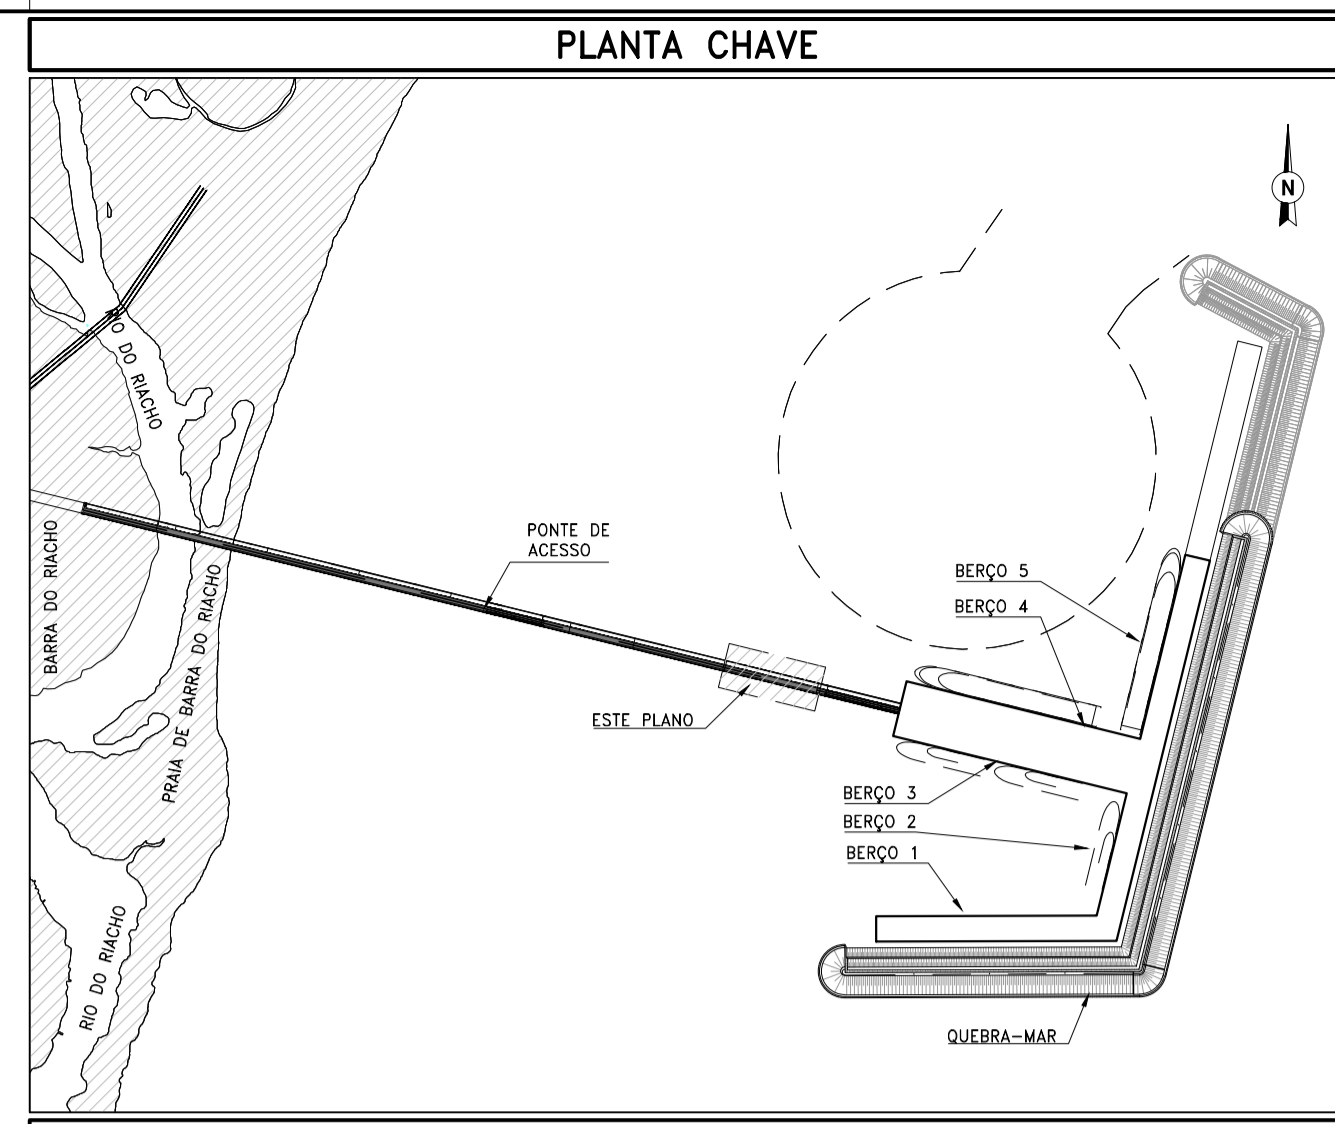 PLANTA CHAVE
N
O DO RIACHO
PONTE DE
ACESSO
BARRA DO RIACHO
PRAIA DE BARRA DO RIACHO
BERÇO 5
BERÇO 4
ESTE PLANO
BERÇO 3
BERÇO 2
BERÇO 1
RIO DO RIACHO
QUEBRA-MAR